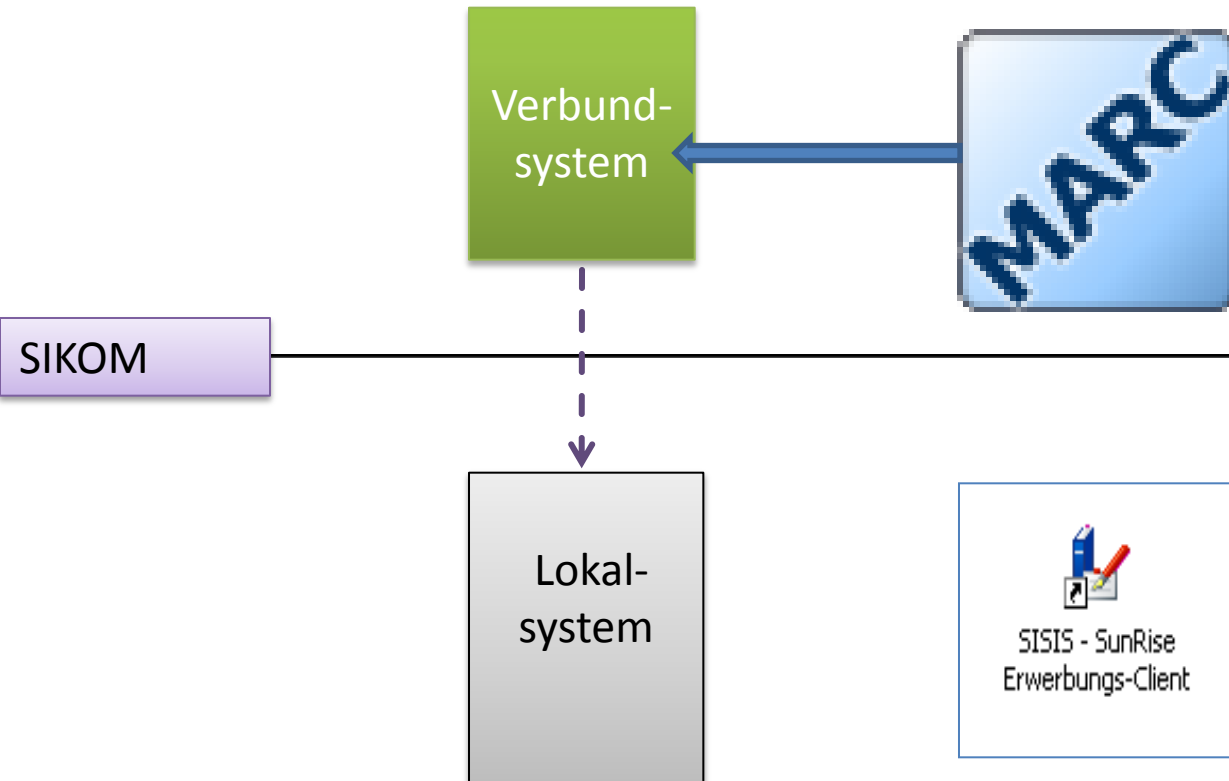 Verbund-
system
MARC
SIKOM
Lokal-
system
SISIS - SunRise
Erwerbungs-Client